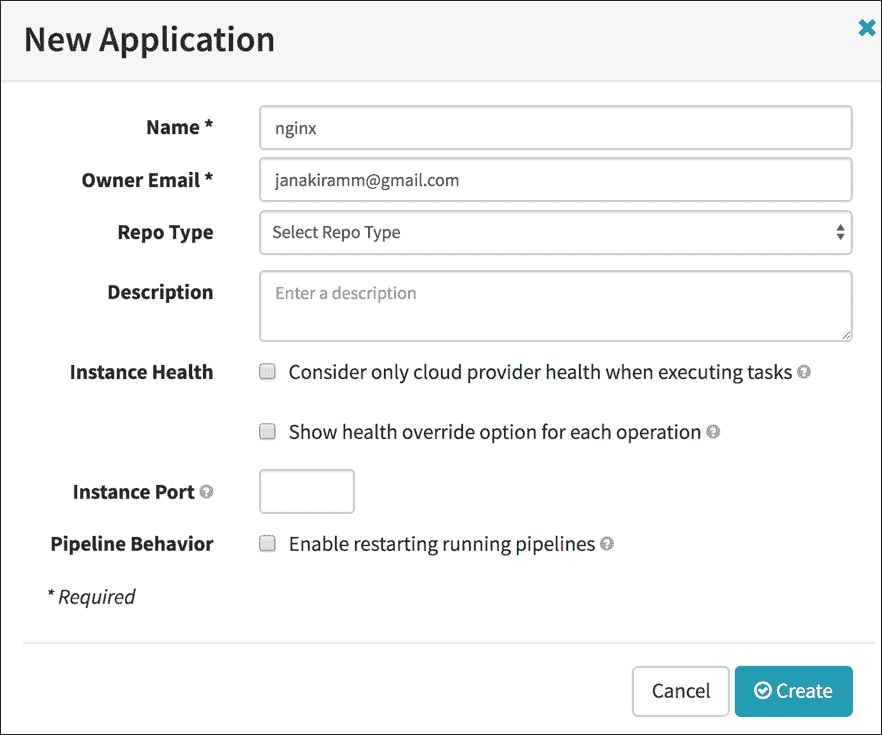 New Application
Name *
nginx
Owner Email *
janakiramm@gmail.com
Repo Type
Select Repo Type
Description
Enter a description
Instance Health
Consider only cloud provider health when executing tasks
Show health override option for each operation
Instance Port
Pipeline Behavior
Enable restarting running pipelines
* Required
Cancel
Create